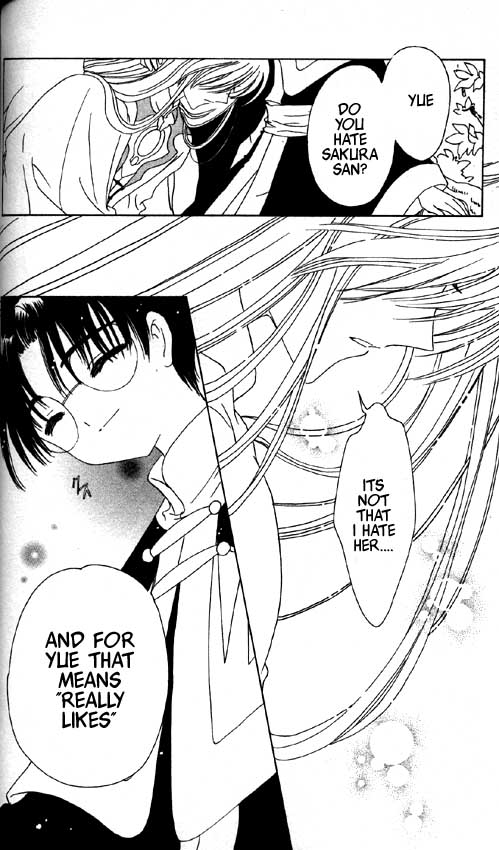 YUE
DO
YOU
HATE
SAKURA
SAN?
ITS
NOT
THAT
I HATE
HER....
AND FOR
YUE THAT
MEANS
"REALLY
LIKES"